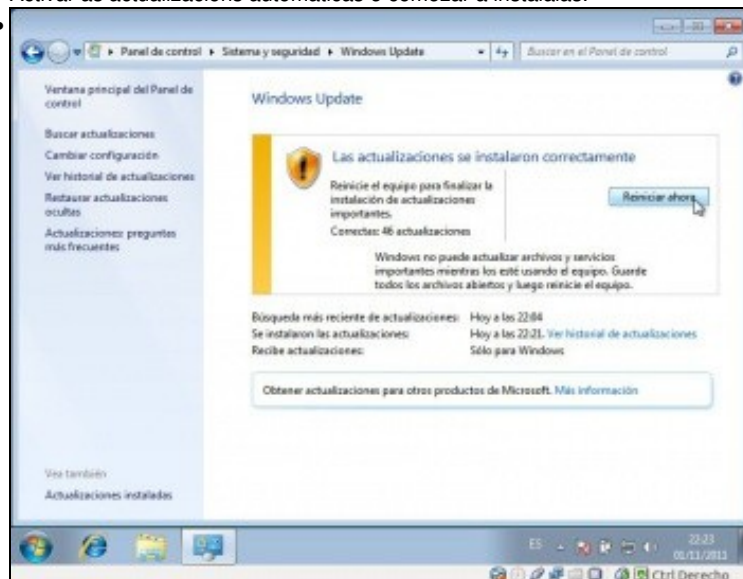 Panel de control ▸ Sistema y seguridad ▸ Windows Update
Buscar en el Panel de control
Ventana principal del Panel de
control
Buscar actualizaciones
Cambiar configuración
Ver historial de actualizaciones
Restaurar actualizaciones
ocultas
Actualizaciones: preguntas
más frecuentes
Windows Update
Las actualizaciones se instalaron correctamente
Reinicie el equipo para finalizar la
instalación de actualizaciones
importantes.
Correctas: 46 actualizaciones
Reiniciar ahora
Windows no puede actualizar archivos y servicios
importantes mientras los esté usando el equipo. Guarde
todos los archivos abiertos y luego reinicie el equipo.
Búsqueda más reciente de actualizaciones: Hoy a las 22:04
Se instalaron las actualizaciones: Hoy a las 22:21. Ver historial de actualizaciones
Recibe actualizaciones: Sólo para Windows
Obtener actualizaciones para otros productos de Microsoft. Más información
Vea también
Actualizaciones instaladas
ES
22:23
01/11/2011
Ctrl Derecho